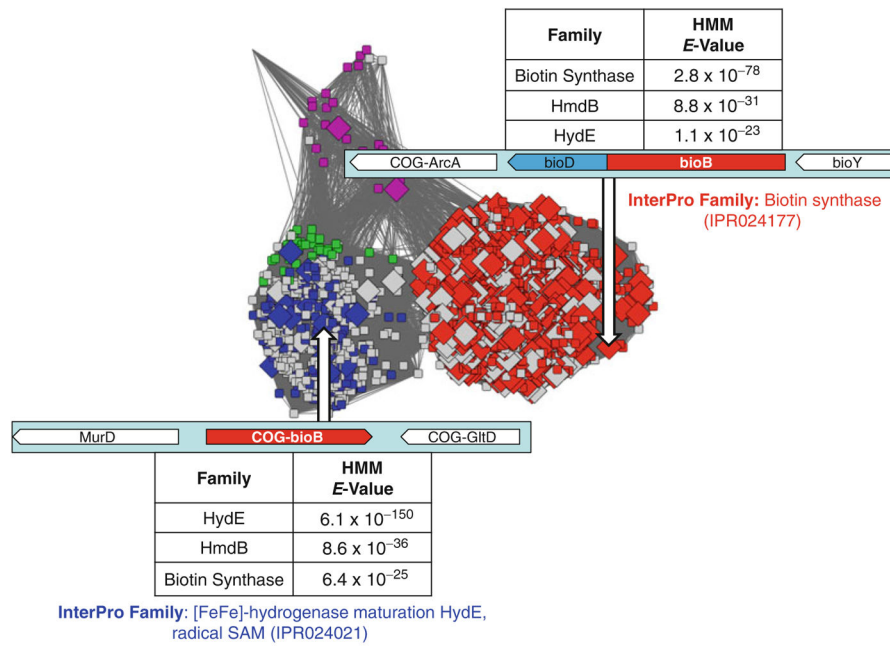 Family HMM E-Value
Biotin Synthase 2.8 x 10⁻⁷⁸
HmdB 8.8 x 10⁻³¹
HydE 1.1 x 10⁻²³
COG-ArcA bioD bioB bioY
InterPro Family: Biotin synthase
(IPR024177)
MurD COG-bioB COG-GltD
Family HMM E-Value
HydE 6.1 x 10⁻¹⁵⁰
HmdB 8.6 x 10⁻³⁶
Biotin Synthase 6.4 x 10⁻²⁵
InterPro Family: [FeFe]-hydrogenase maturation HydE,
radical SAM (IPR024021)